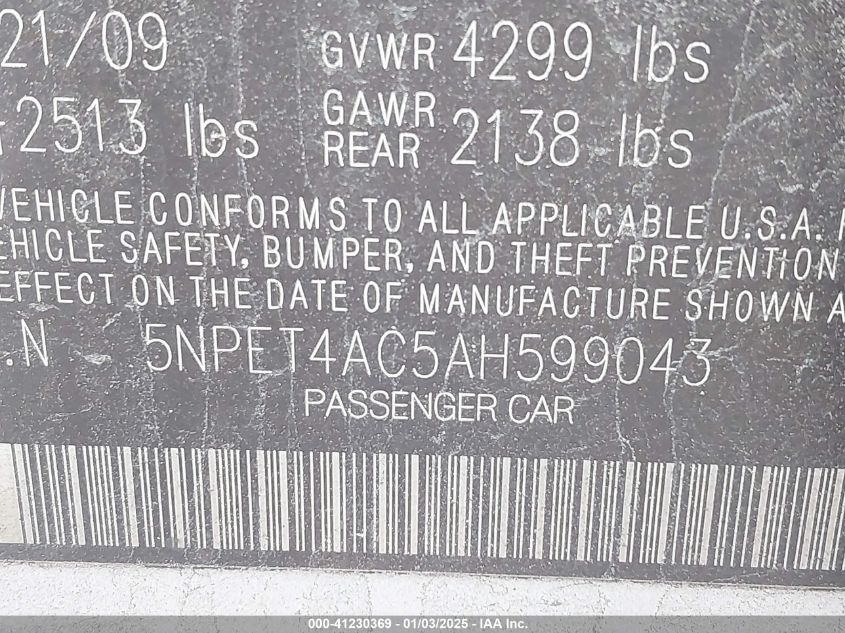 21/09 GVWR 4299 lbs
2513 lbs GAWR REAR 2138 lbs
VEHICLE CONFORMS TO ALL APPLICABLE U.S.A.
EHICLE SAFETY, BUMPER, AND THEFT PREVENTION
EFFECT ON THE DATE OF MANUFACTURE SHOWN A
.N 5NPET4AC5AH599043
PASSENGER CAR
000-41230369 - 01/03/2025 - IAA Inc.